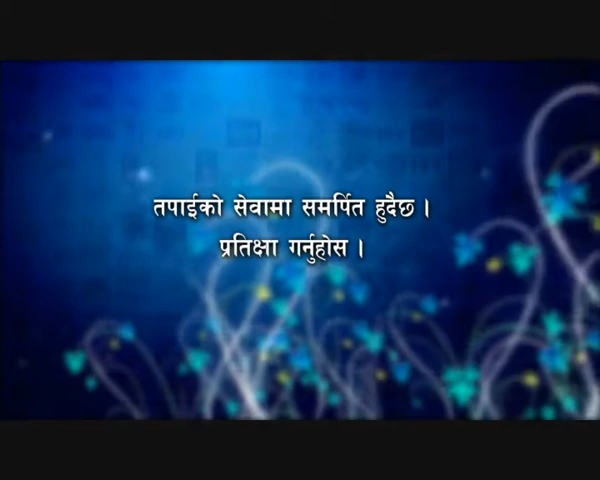 तपाईको सेवामा समर्पित हुदैछ ।
प्रतिक्षा गर्नुहोस ।